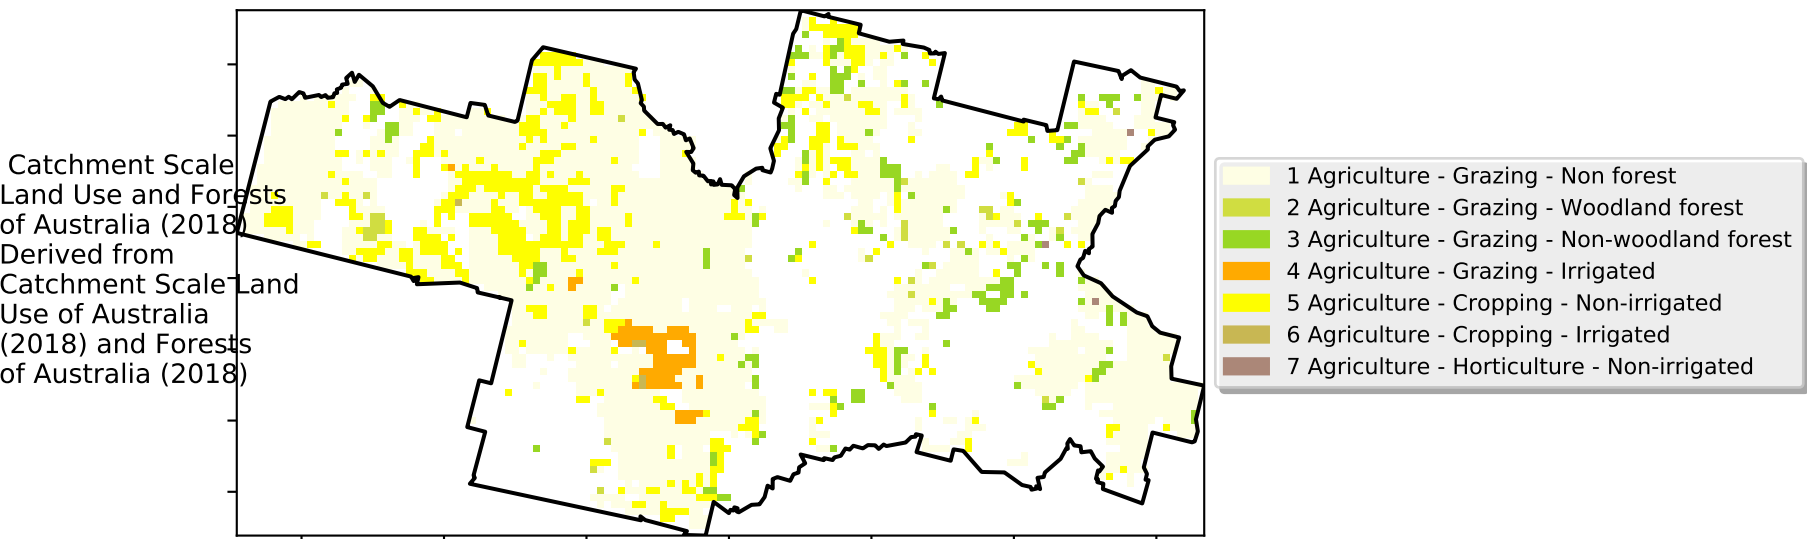 Catchment Scale
Land Use and Forests
of Australia (2018)
Derived from
Catchment Scale Land
Use of Australia
(2018) and Forests
of Australia (2018)
1 Agriculture - Grazing - Non forest
2 Agriculture - Grazing - Woodland forest
3 Agriculture - Grazing - Non-woodland forest
4 Agriculture - Grazing - Irrigated
5 Agriculture - Cropping - Non-irrigated
6 Agriculture - Cropping - Irrigated
7 Agriculture - Horticulture - Non-irrigated